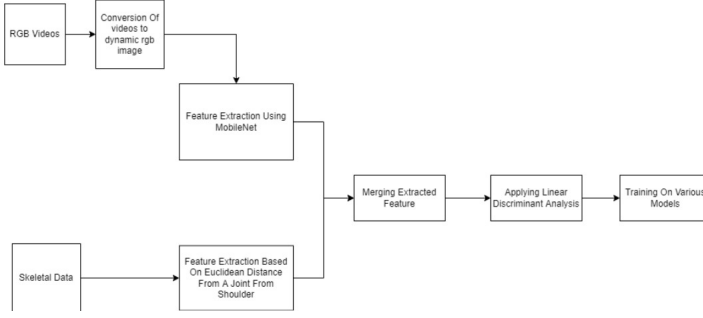 RGB Videos
Conversion Of
videos to
dynamic rgb
image
Feature Extraction Using
MobileNet
Merging Extracted
Feature
Applying Linear
Discriminant Analysis
Training On Various
Models
Skeletal Data
Feature Extraction Based
On Euclidean Distance
From A Joint From
Shoulder